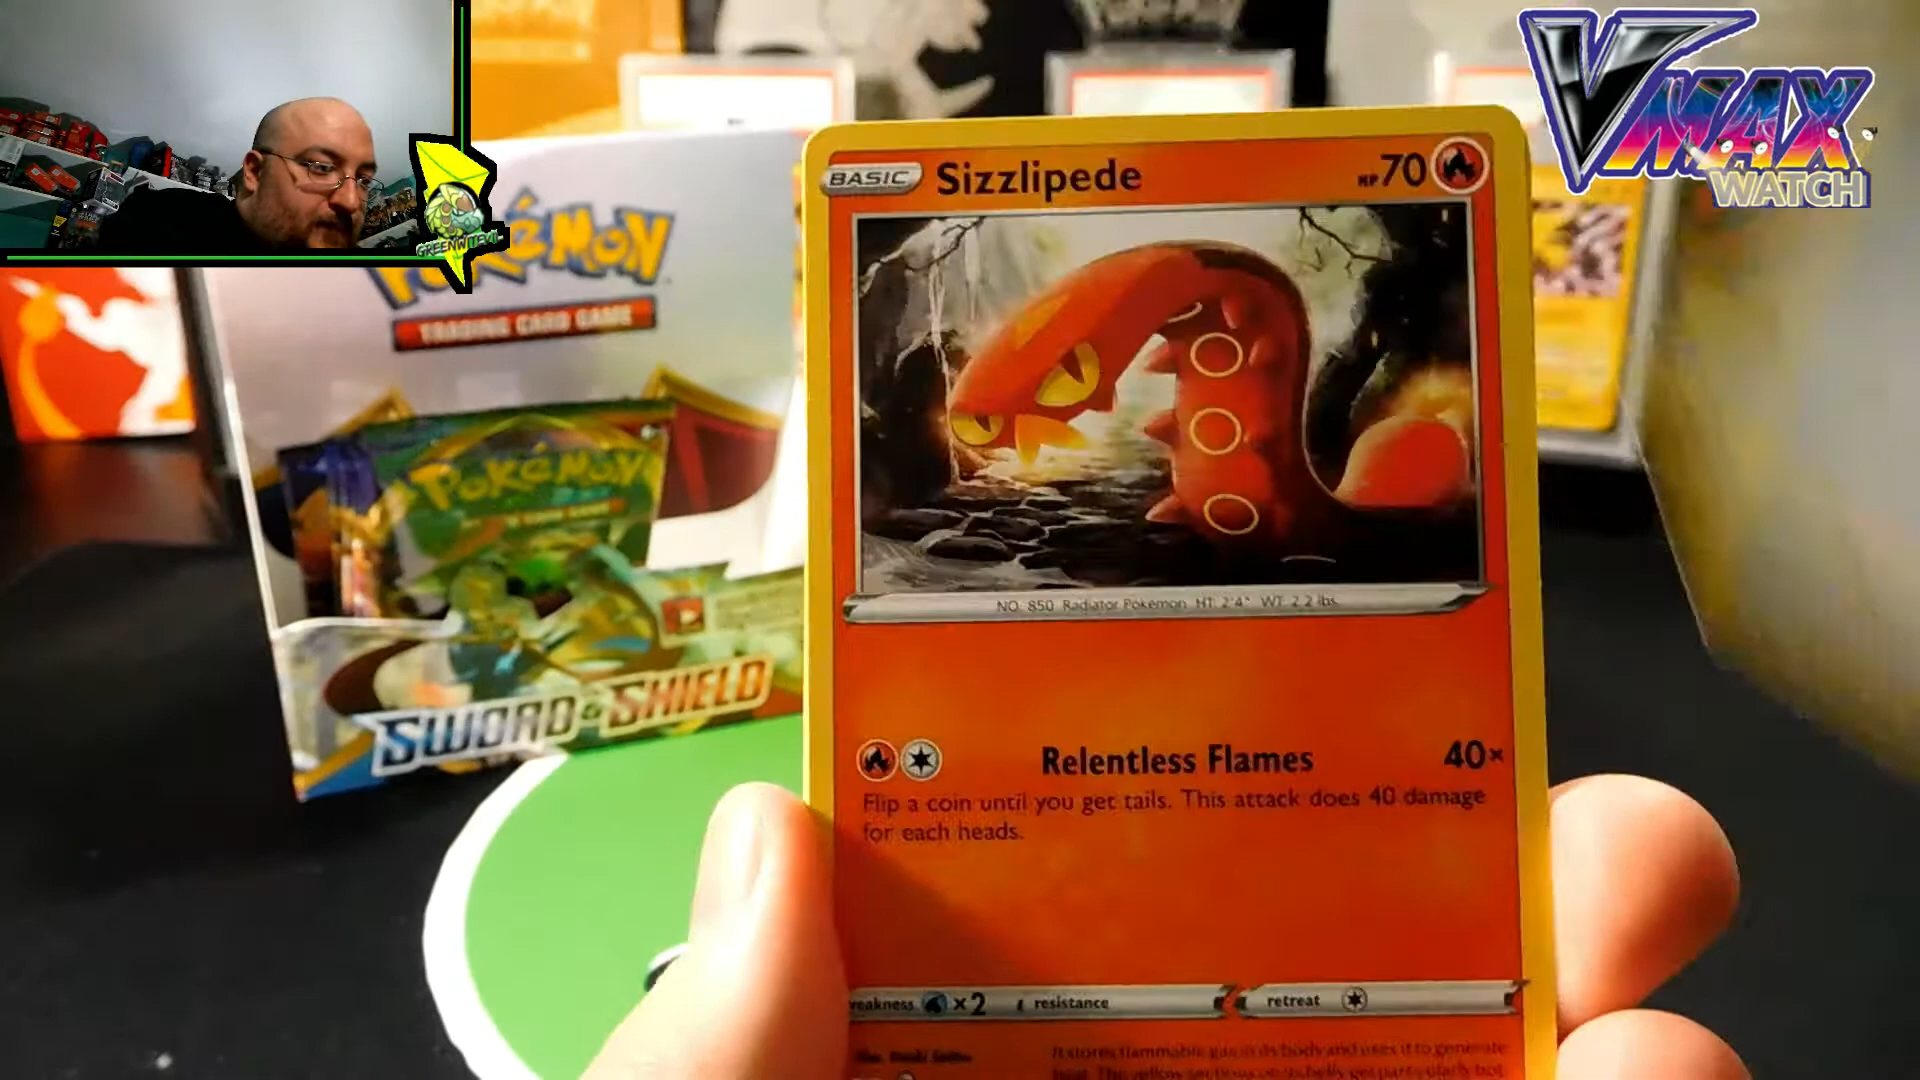 VMAX
WATCH
GREENWITEVIL
POKÉMON
TRADING CARD GAME
POKÉMON
SWORD & SHIELD
BASIC Sizzlipede HP70
NO: 850 Radiator Pokémon HT: 2'4" WT: 2.2 lbs.
Relentless Flames 40×
Flip a coin until you get tails. This attack does 40 damage
for each heads.
weakness ×2 resistance retreat
It stores flammable gas in its body and uses it to generate
heat. The yellow sections on its belly get particularly hot.